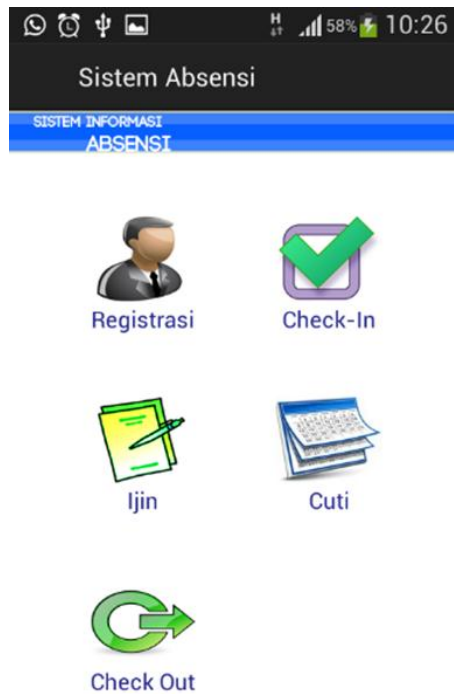 H 58% 10:26
Sistem Absensi
SISTEM INFORMASI
ABSENSI
Registrasi Check-In
Ijin Cuti
Check Out